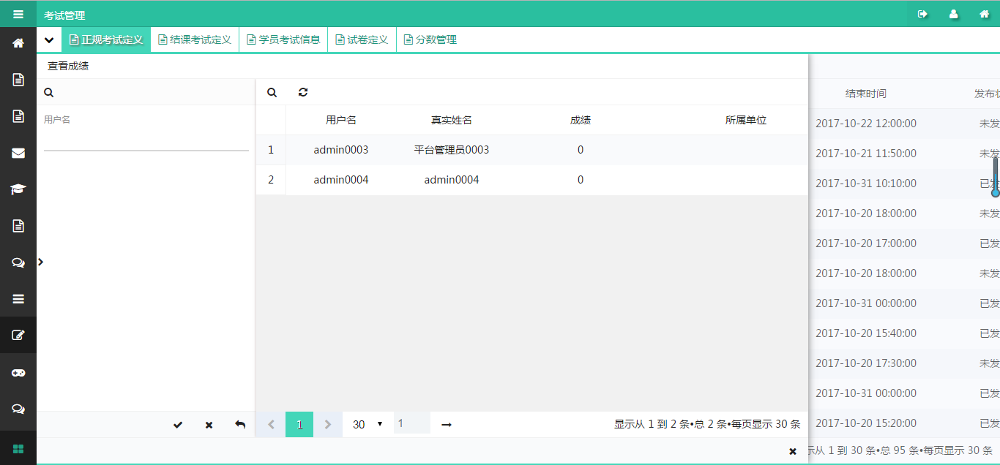 考试管理
正规考试定义 结课考试定义 学员考试信息 试卷定义 分数管理
查看成绩
用户名
用户名 真实姓名 成绩 所属单位
1 admin0003 平台管理员0003 0
2 admin0004 admin0004 0
1 30 1 显示从 1 到 2 条•总 2 条•每页显示 30 条
结束时间 发布状
2017-10-22 12:00:00 未发
2017-10-21 11:50:00 未发
2017-10-31 10:10:00 已发
2017-10-20 18:00:00 未发
2017-10-20 17:00:00 已发
2017-10-20 18:00:00 未发
2017-10-31 00:00:00 已发
2017-10-20 15:40:00 已发
2017-10-20 17:30:00 未发
2017-10-31 00:00:00 已发
2017-10-20 15:20:00 已发
示从 1 到 30 条•总 95 条•每页显示 30 条